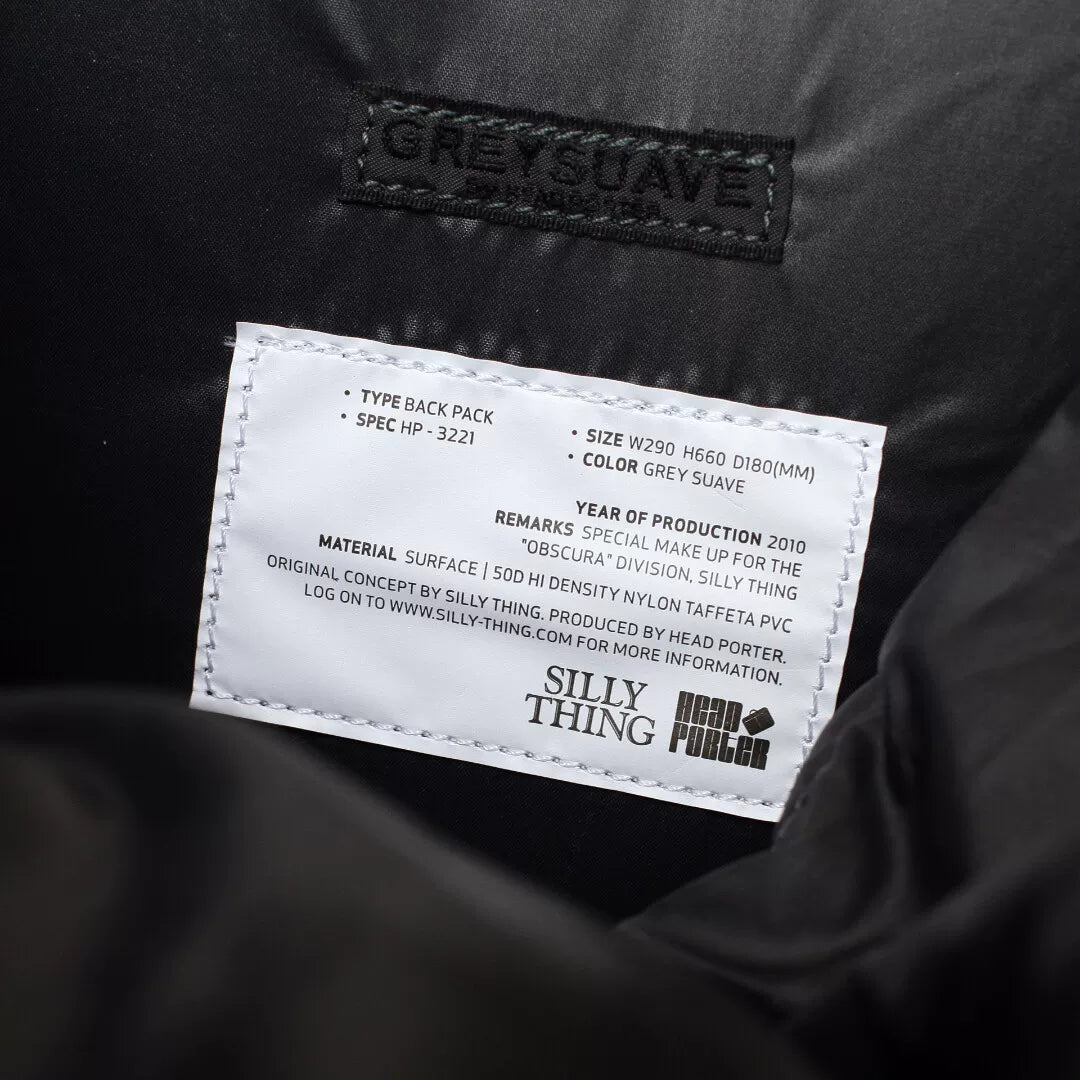 GREYSUAVE
• TYPE BACK PACK
• SPEC HP - 3221
• SIZE W290 H660 D180(MM)
• COLOR GREY SUAVE
YEAR OF PRODUCTION 2010
REMARKS SPECIAL MAKE UP FOR THE
"OBSCURA" DIVISION, SILLY THING
MATERIAL SURFACE | 50D HI DENSITY NYLON TAFFETA PVC
ORIGINAL CONCEPT BY SILLY THING. PRODUCED BY HEAD PORTER.
LOG ON TO WWW.SILLY-THING.COM FOR MORE INFORMATION.
SILLY
THING
HEAD
PORTER